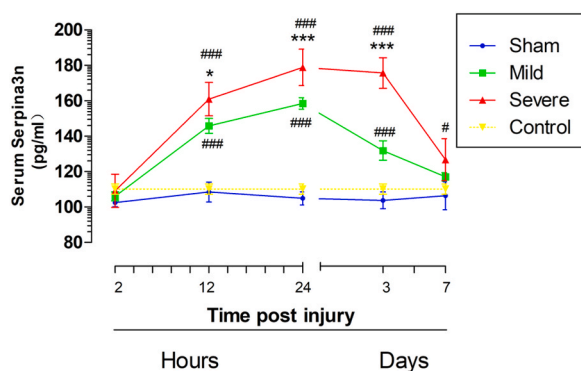 Serum Serpina3n
(pg/ml)
200
180
160
140
120
100
80
###
*
###
###
***
###
###
***
###
#
2
12
24
3
7
Time post injury
Hours
Days
Sham
Mild
Severe
Control